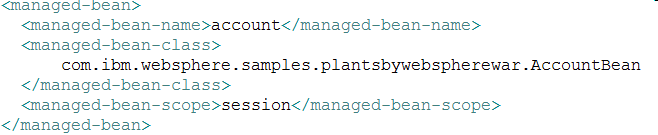 <managed-bean>
<managed-bean-name>account</managed-bean-name>
<managed-bean-class>
com.ibm.websphere.samples.plantsbywebspherewar.AccountBean
</managed-bean-class>
<managed-bean-scope>session</managed-bean-scope>
</managed-bean>